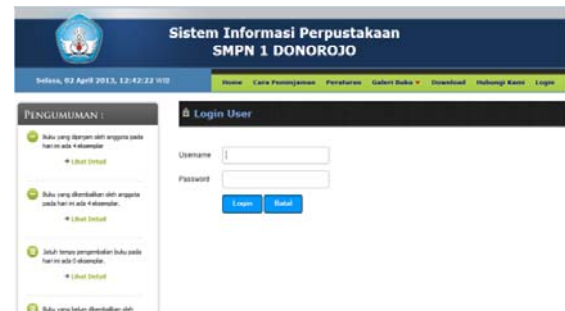 Sistem Informasi Perpustakaan
SMPN 1 DONOROJO
Selasa, 02 April 2013, 12:42:22 WIB
Home Cara Peminjaman Peraturan Galeri Buku Download Hubungi Kami Login
PENGUMUMAN :
Buku yang dipinjam oleh anggota pada
hari ini ada 4 eksemplar
Lihat Detail
Buku yang dikembalikan oleh anggota
pada hari ini ada 4 eksemplar.
Lihat Detail
Jatuh tempo pengembalian buku pada
hari ini ada 0 eksemplar.
Lihat Detail
Buku yang belum dikembalikan oleh
Login User
Username
Password
Login Batal